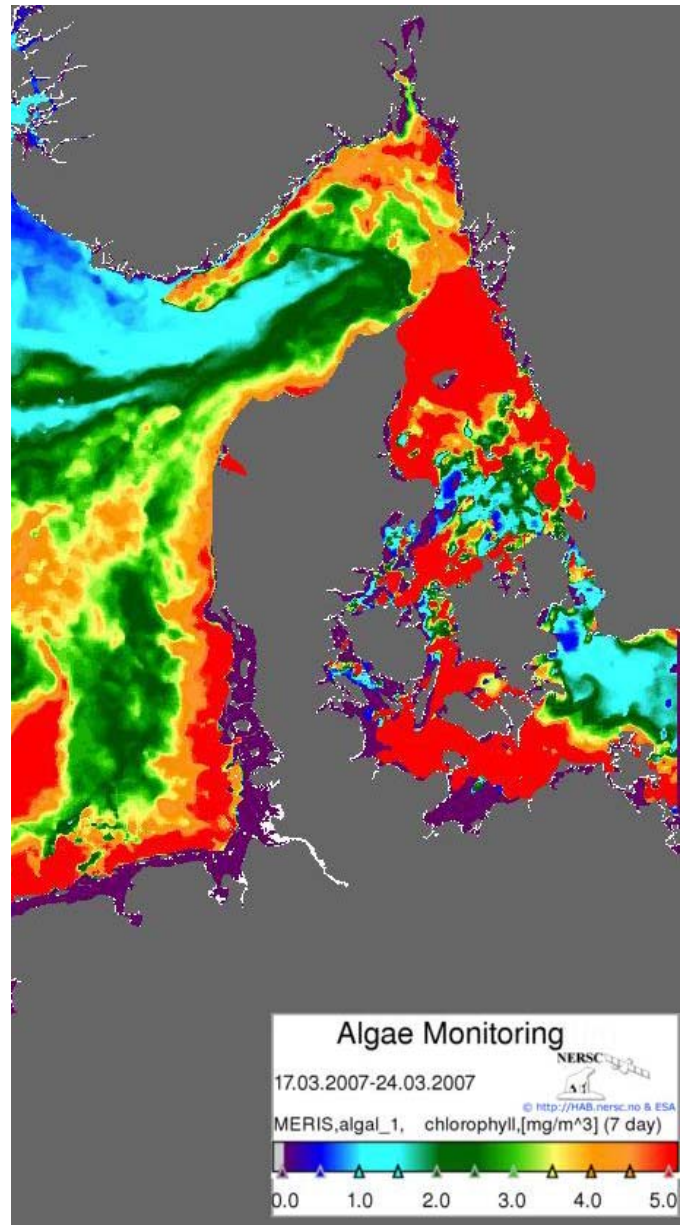 Algae Monitoring
NERSC
17.03.2007-24.03.2007
© http://HAB.nersc.no & ESA
MERIS,algal_1, chlorophyll,[mg/m^3] (7 day)
0.0 1.0 2.0 3.0 4.0 5.0